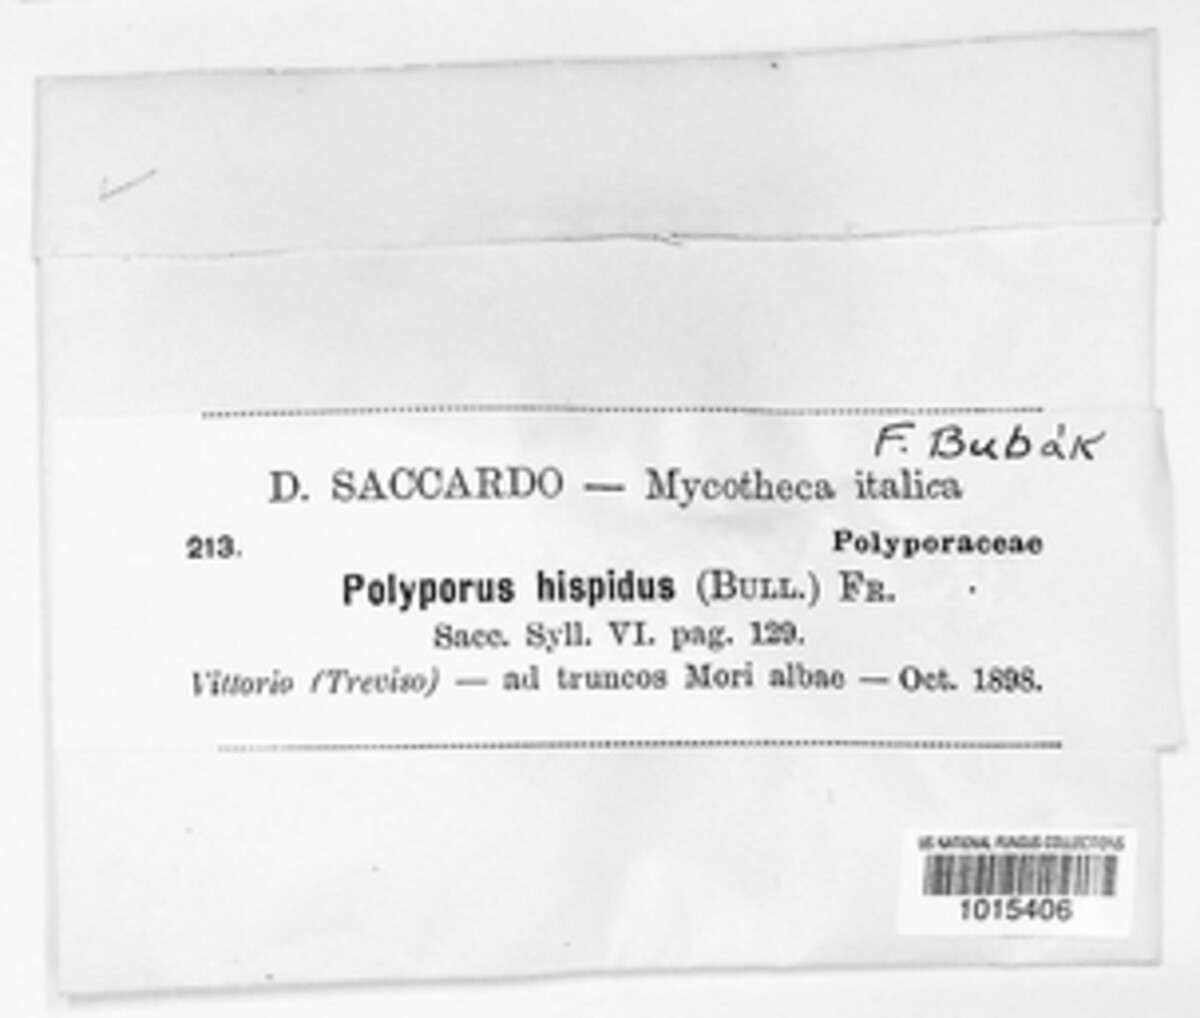 F. Bubák
D. SACCARDO — Mycotheca italica
213. Polyporaceae
Polyporus hispidus (BULL.) FR.
Sacc. Syll. VI. pag. 129.
Vittorio (Treviso) — ad truncos Mori albae — Oct. 1898.
US NATIONAL FUNGUS COLLECTIONS
1015406